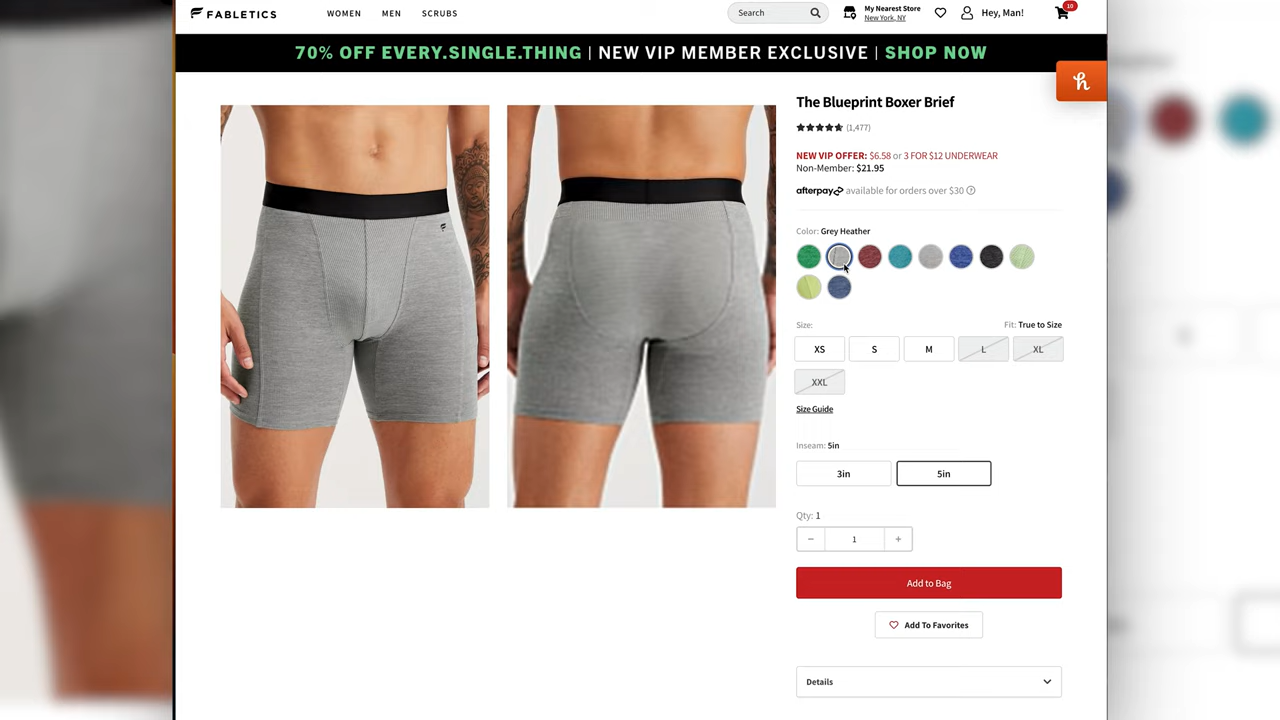 FABLETICS
WOMEN MEN SCRUBS
Search
My Nearest Store
New York, NY
Hey, Man!
10
70% OFF EVERY.SINGLE.THING | NEW VIP MEMBER EXCLUSIVE | SHOP NOW
h
The Blueprint Boxer Brief
(1,477)
NEW VIP OFFER: $6.58 or 3 FOR $12 UNDERWEAR
Non-Member: $21.95
afterpay available for orders over $30 ?
Color: Grey Heather
Size: Fit: True to Size
XS S M L XL
XXL
Size Guide
Inseam: 5in
3in 5in
Qty: 1
− 1 +
Add to Bag
Add To Favorites
Details